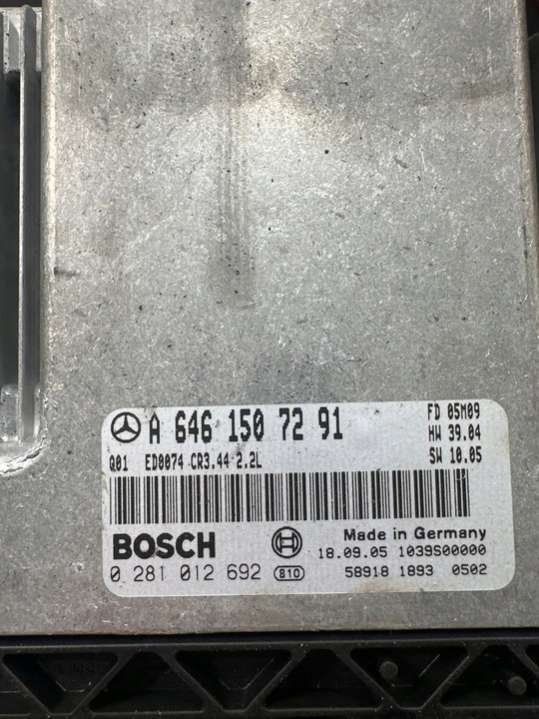 A 646 150 72 91
FD 05M09
HW 39.04
SW 10.05
Q01 ED0074 CR3.44 2.2L
BOSCH
Made in Germany
18.09.05 1039S00000
0 281 012 692 810
58918 1893 0502